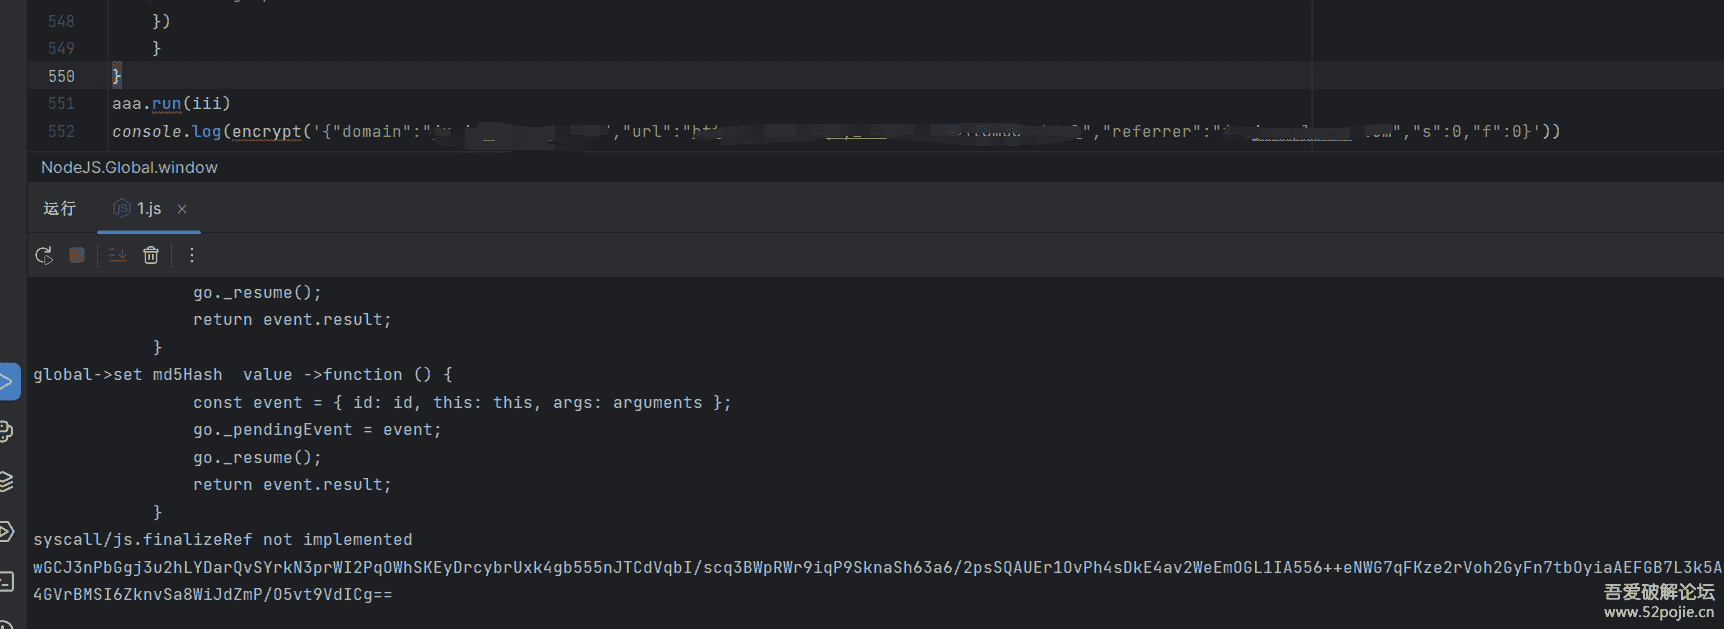 548 })
549 }
550 }
551 aaa.run(iii)
552 console.log(encrypt('{"domain":" ","url":" ","referrer":" ","s":0,"f":0}'))
NodeJS.Global.window
运行 1.js
go._resume();
return event.result;
}
global->set md5Hash value ->function () {
const event = { id: id, this: this, args: arguments };
go._pendingEvent = event;
go._resume();
return event.result;
}
syscall/js.finalizeRef not implemented
wGCJ3nPbGgj3u2hLYDarQvSYrkN3prWI2PqOWhSKEyDrcybrUxk4gb555nJTCdVqbI/scq3BWpRWr9iqP9SknaSh63a6/2psSQAUEr1OvPh4sDkE4av2WeEmOGL1IA556++eNWG7qFKze2rVoh2GyFn7tbOyiaAEFGB7L3k5A
4GVrBMSI6ZknvSa8WiJdZmP/O5vt9VdICg==
吾爱破解论坛
www.52pojie.cn